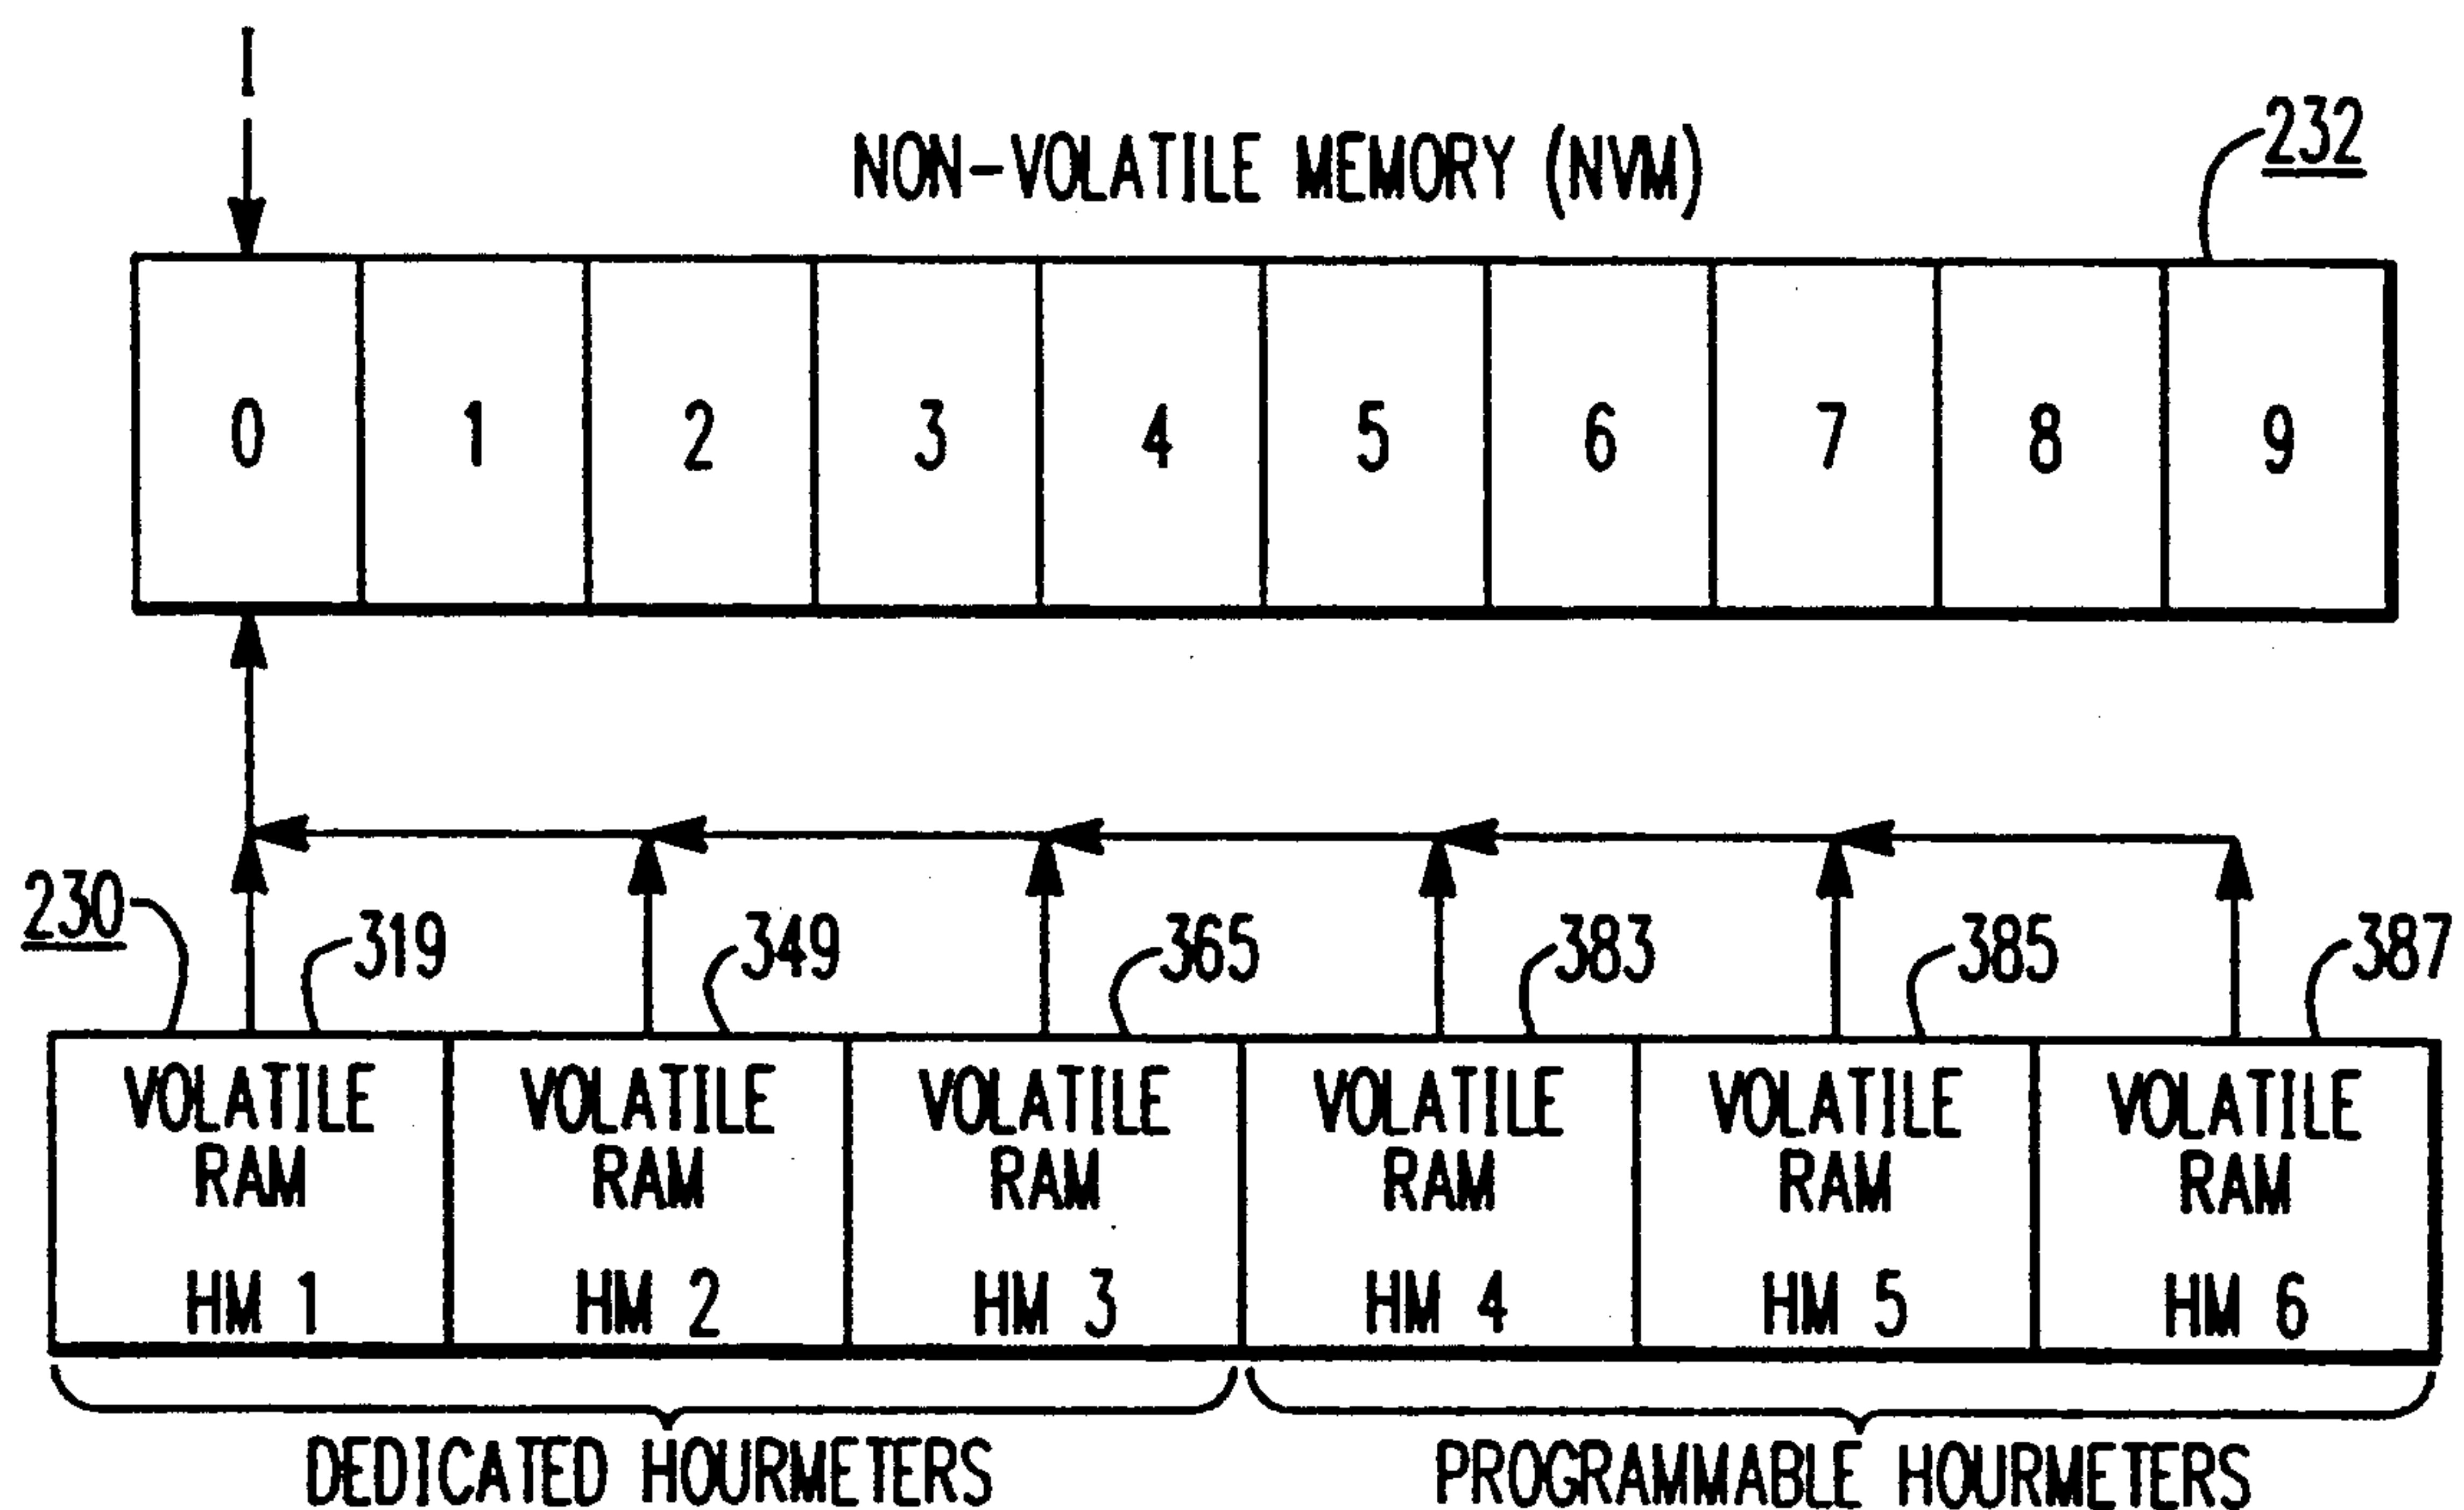 NON-VOLATILE MEMORY (NVM)
232
0 1 2 3 4 5 6 7 8 9
230 319 349 365 383 385 387
VOLATILE VOLATILE VOLATILE VOLATILE VOLATILE VOLATILE
RAM RAM RAM RAM RAM RAM
HM 1 HM 2 HM 3 HM 4 HM 5 HM 6
DEDICATED HOURMETERS PROGRAMMABLE HOURMETERS